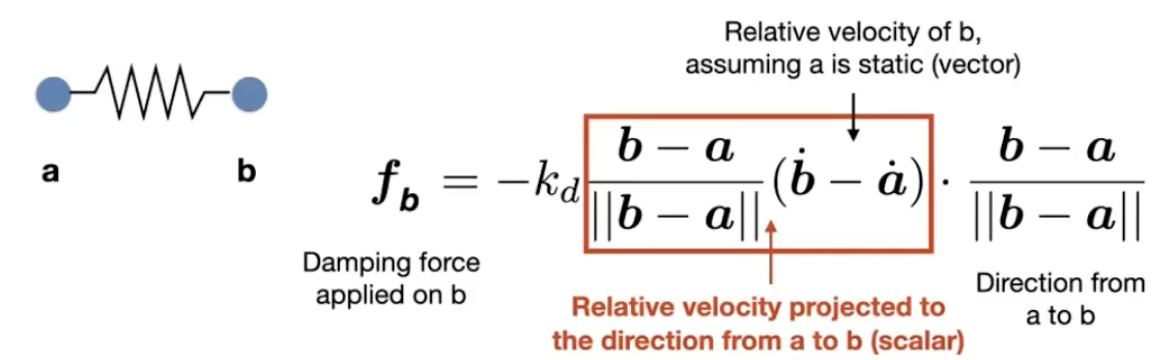 Relative velocity of b,
assuming a is static (vector)
a
b
$\boldsymbol{f_b} = -k_d \frac{\boldsymbol{b} - \boldsymbol{a}}{||\boldsymbol{b} - \boldsymbol{a}||} (\dot{\boldsymbol{b}} - \dot{\boldsymbol{a}}) \cdot \frac{\boldsymbol{b} - \boldsymbol{a}}{||\boldsymbol{b} - \boldsymbol{a}||}$
Damping force
applied on b
Relative velocity projected to
the direction from a to b (scalar)
Direction from
a to b